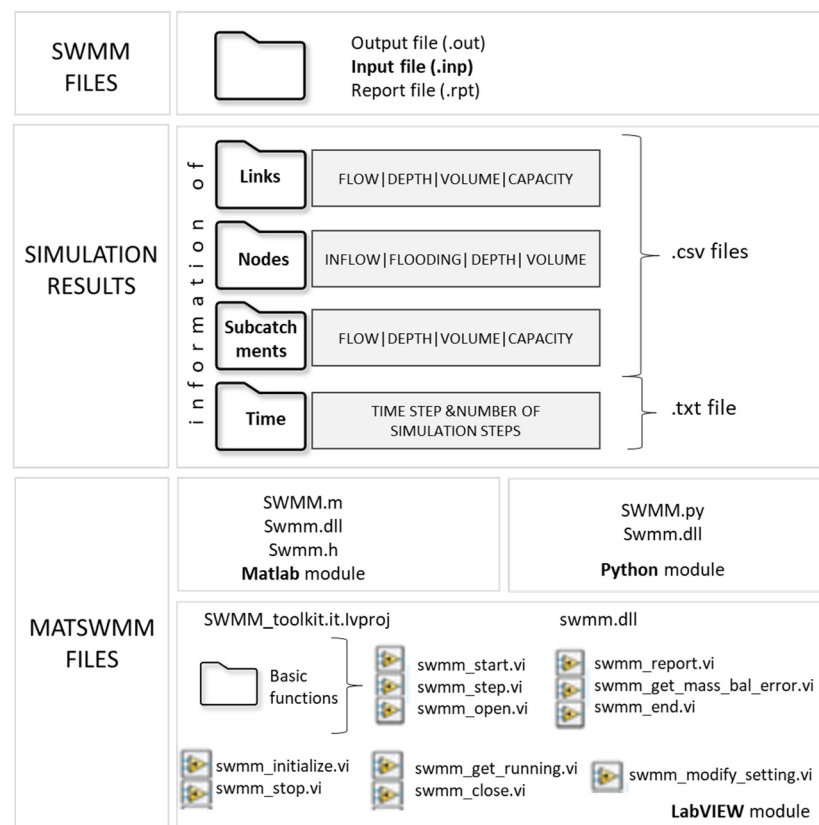 SWMM
FILES
Output file (.out)
Input file (.inp)
Report file (.rpt)
SIMULATION
RESULTS
information of
Links
FLOW|DEPTH|VOLUME|CAPACITY
Nodes
INFLOW|FLOODING|DEPTH|VOLUME
Subcatch
ments
FLOW|DEPTH|VOLUME|CAPACITY
Time
TIME STEP &NUMBER OF
SIMULATION STEPS
.csv files
.txt file
MATSWMM
FILES
SWMM.m
Swmm.dll
Swmm.h
Matlab module
SWMM.py
Swmm.dll
Python module
SWMM_toolkit.it.lvproj
swmm.dll
Basic
functions
swmm_start.vi
swmm_step.vi
swmm_open.vi
swmm_report.vi
swmm_get_mass_bal_error.vi
swmm_end.vi
swmm_initialize.vi
swmm_stop.vi
swmm_get_running.vi
swmm_close.vi
swmm_modify_setting.vi
LabVIEW module